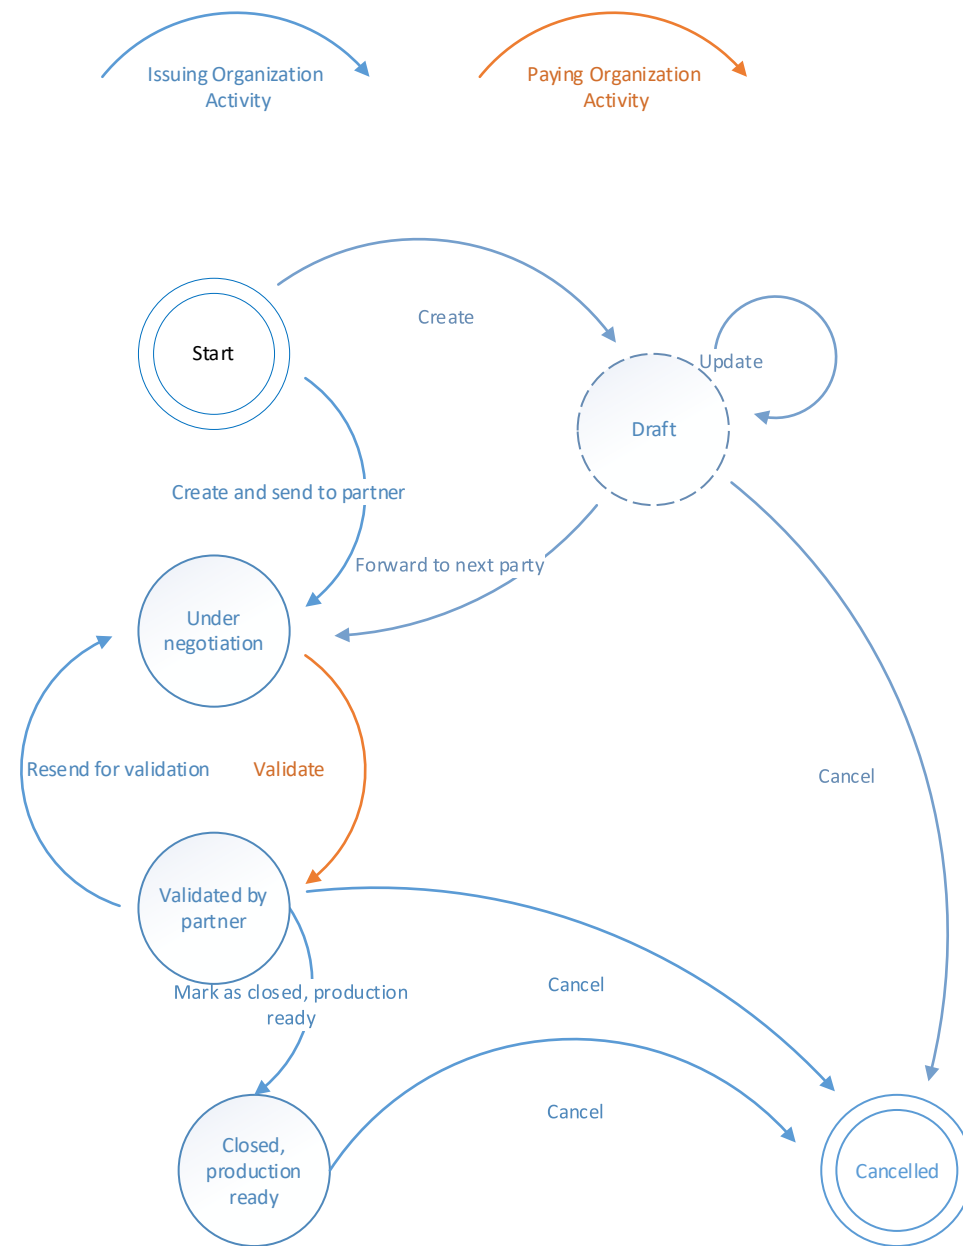 Issuing Organization
Activity
Paying Organization
Activity
Create
Start
Update
Draft
Create and send to partner
Forward to next party
Under
negotiation
Resend for validation
Validate
Cancel
Validated by
partner
Mark as closed, production
ready
Cancel
Cancel
Closed,
production
ready
Cancelled